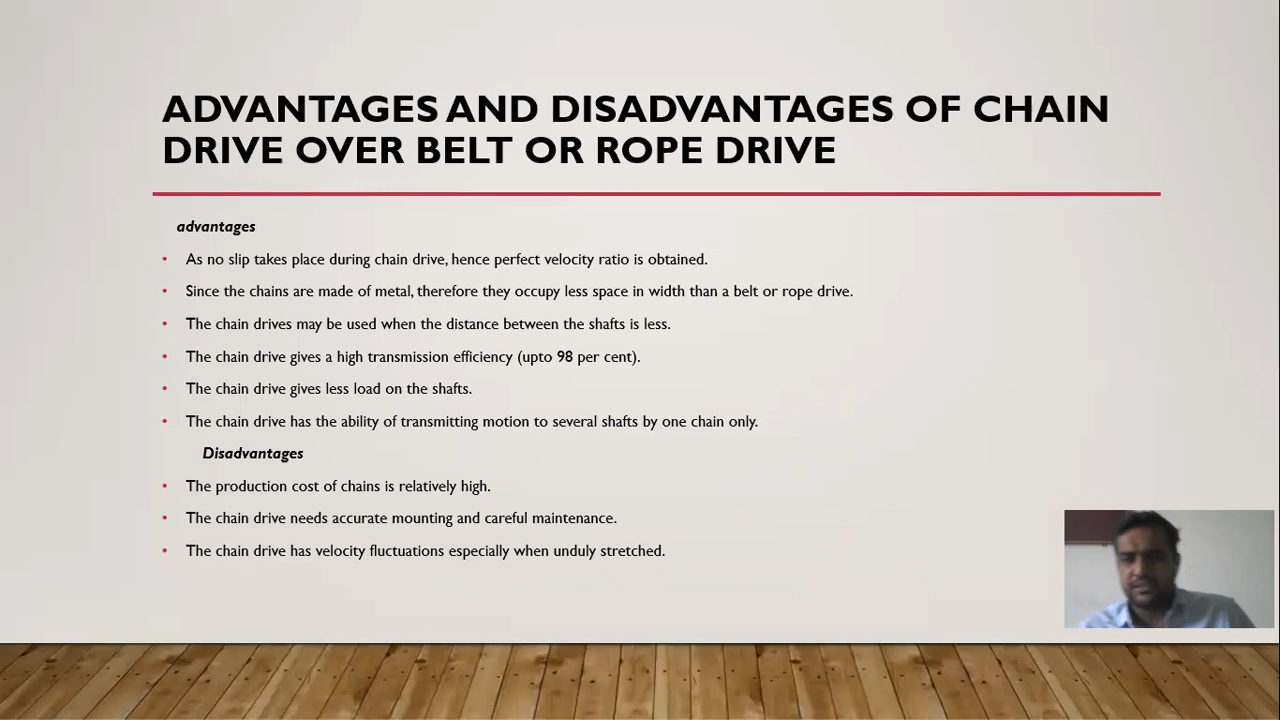 ADVANTAGES AND DISADVANTAGES OF CHAIN
DRIVE OVER BELT OR ROPE DRIVE
advantages
• As no slip takes place during chain drive, hence perfect velocity ratio is obtained.
• Since the chains are made of metal, therefore they occupy less space in width than a belt or rope drive.
• The chain drives may be used when the distance between the shafts is less.
• The chain drive gives a high transmission efficiency (upto 98 per cent).
• The chain drive gives less load on the shafts.
• The chain drive has the ability of transmitting motion to several shafts by one chain only.
Disadvantages
• The production cost of chains is relatively high.
• The chain drive needs accurate mounting and careful maintenance.
• The chain drive has velocity fluctuations especially when unduly stretched.